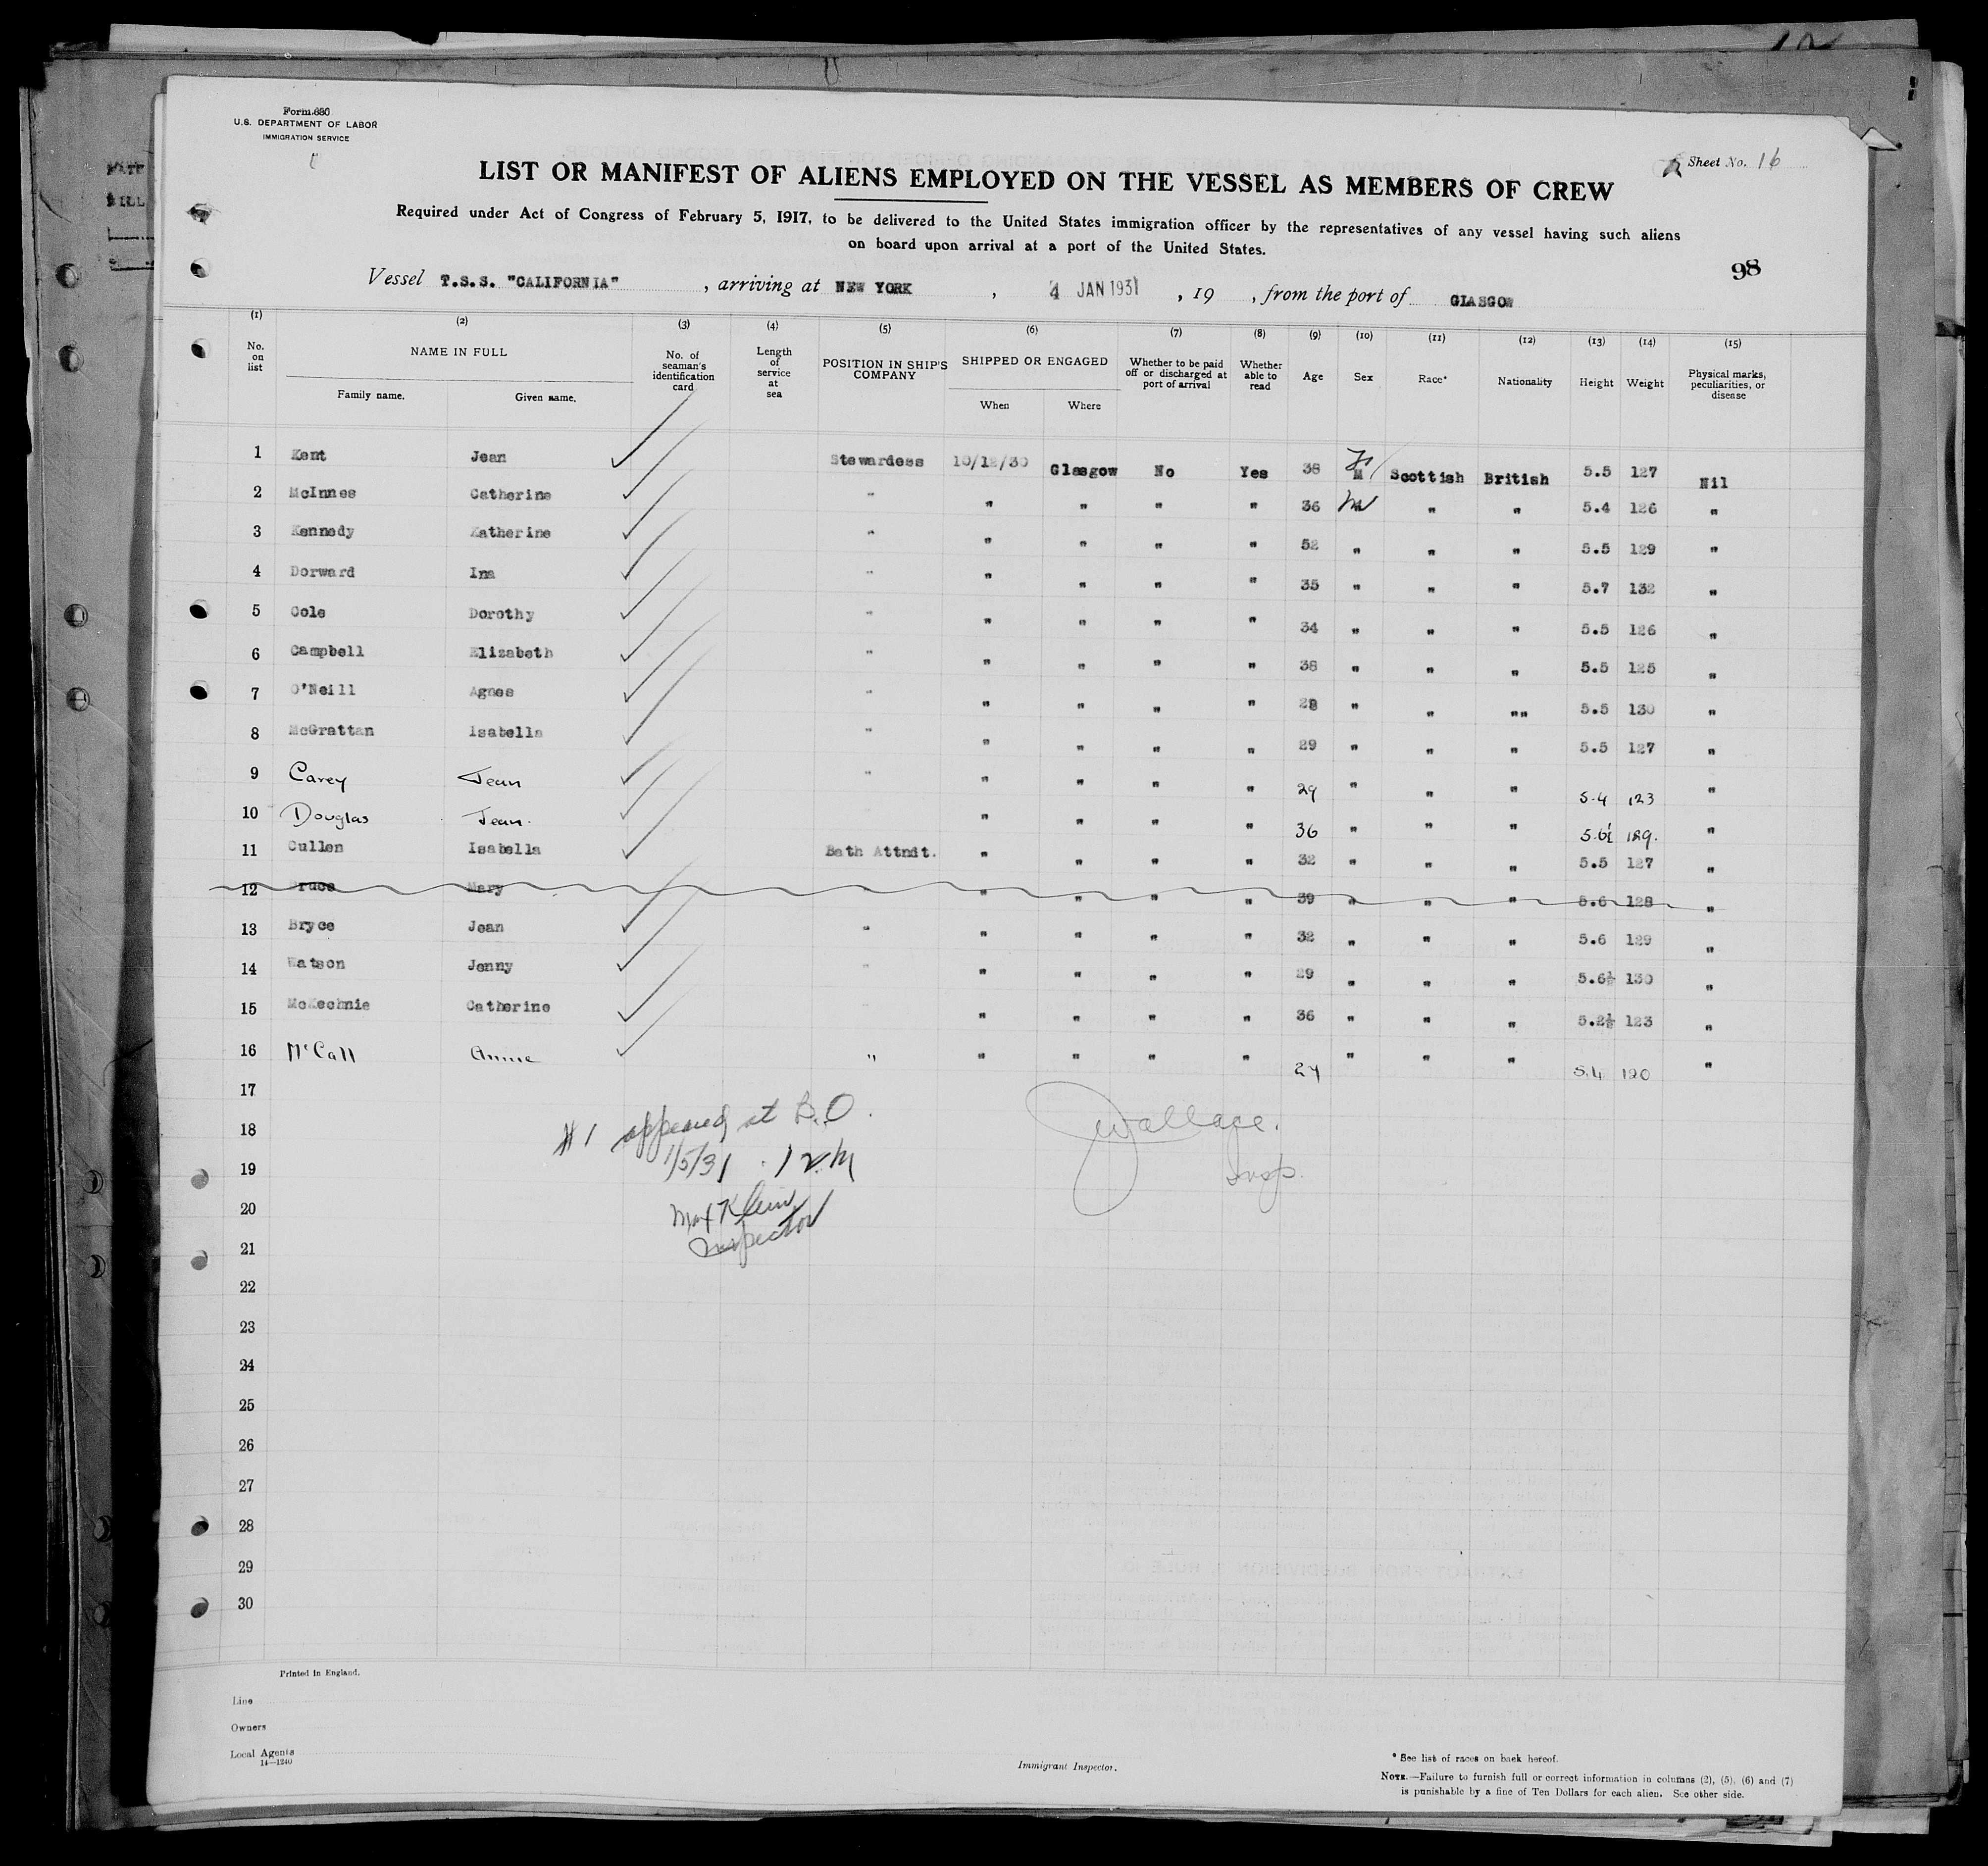 Form 680
U.S. DEPARTMENT OF LABOR
IMMIGRATION SERVICE
Sheet No. 16
LIST OR MANIFEST OF ALIENS EMPLOYED ON THE VESSEL AS MEMBERS OF CREW
Required under Act of Congress of February 5, 1917, to be delivered to the United States immigration officer by the representatives of any vessel having such aliens
on board upon arrival at a port of the United States.
98
Vessel T.S.S. "CALIFORNIA", arriving at NEW YORK, 4 JAN 1931, 19 , from the port of GLASGOW
(1) (2) (3) (4) (5) (6) (7) (8) (9) (10) (11) (12) (13) (14) (15)
No. on list NAME IN FULL Family name. Given name. No. of seaman's identification card Length of service at sea POSITION IN SHIP'S COMPANY SHIPPED OR ENGAGED When Where Whether to be paid off or discharged at port of arrival Whether able to read Age Sex Race* Nationality Height Weight Physical marks, peculiarities, or disease
1 Kent Jean Stewardess 10/12/30 Glasgow No Yes 38 M Scottish British 5.5 127 Nil
2 McInnes Catherine " " " " " 36 " " 5.4 126 "
3 Kennedy Katherine " " " " " 52 " " " 5.5 129 "
4 Dorward Ina " " " " " 35 " " " 5.7 132 "
5 Cole Dorothy " " " " " 34 " " " 5.5 126 "
6 Campbell Elizabeth " " " " " 38 " " " 5.5 125 "
7 O'Neill Agnes " " " " " " " "" 5.5 130 "
8 McGrattan Isabella " " " " " 29 " " " 5.5 127 "
9 Carey Jean " " " " " 29 " " " 5.4 123 "
10 Douglas Jean. " " " " 36 " " " 189. "
11 Cullen Isabella Bath Attndt. " " " " 32 " " " 5.5 127 "
12 Bruce Mary " " " " 39 " " " 5.6 128 "
13 Bryce Jean " " " " " 32 " " " 5.6 129 "
14 Watson Jenny " " " " " 29 " " " 5.6½ 130 "
15 McKechnie Catherine " " " " 36 " " " 5.2½ 123 "
16 McCall Annie " " " " " 24 " " " 5.4 120 "
17
18
19
20
21
22
23
24
25
26
27
28
29
30
#1 appeared at B.O.
1/5/31 . 12 M
Max Klein
Inspector
Wallace.
Insp.
Printed in England.
Line
Owners
Local Agents
14—1240
Immigrant Inspector.
* See list of races on back hereof.
NOTE.—Failure to furnish full or correct information in columns (2), (5), (6) and (7)
is punishable by a fine of Ten Dollars for each alien. See other side.